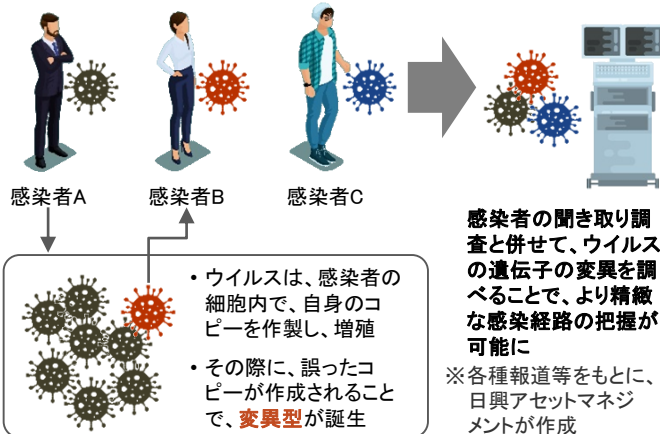 感染者A
感染者B
感染者C
・ウイルスは、感染者の
細胞内で、自身のコ
ピーを作製し、増殖
・その際に、誤ったコ
ピーが作成されること
で、変異型が誕生
感染者の聞き取り調
査と併せて、ウイルス
の遺伝子の変異を調
べることで、より精緻
な感染経路の把握が
可能に
※各種報道等をもとに、
日興アセットマネジ
メントが作成